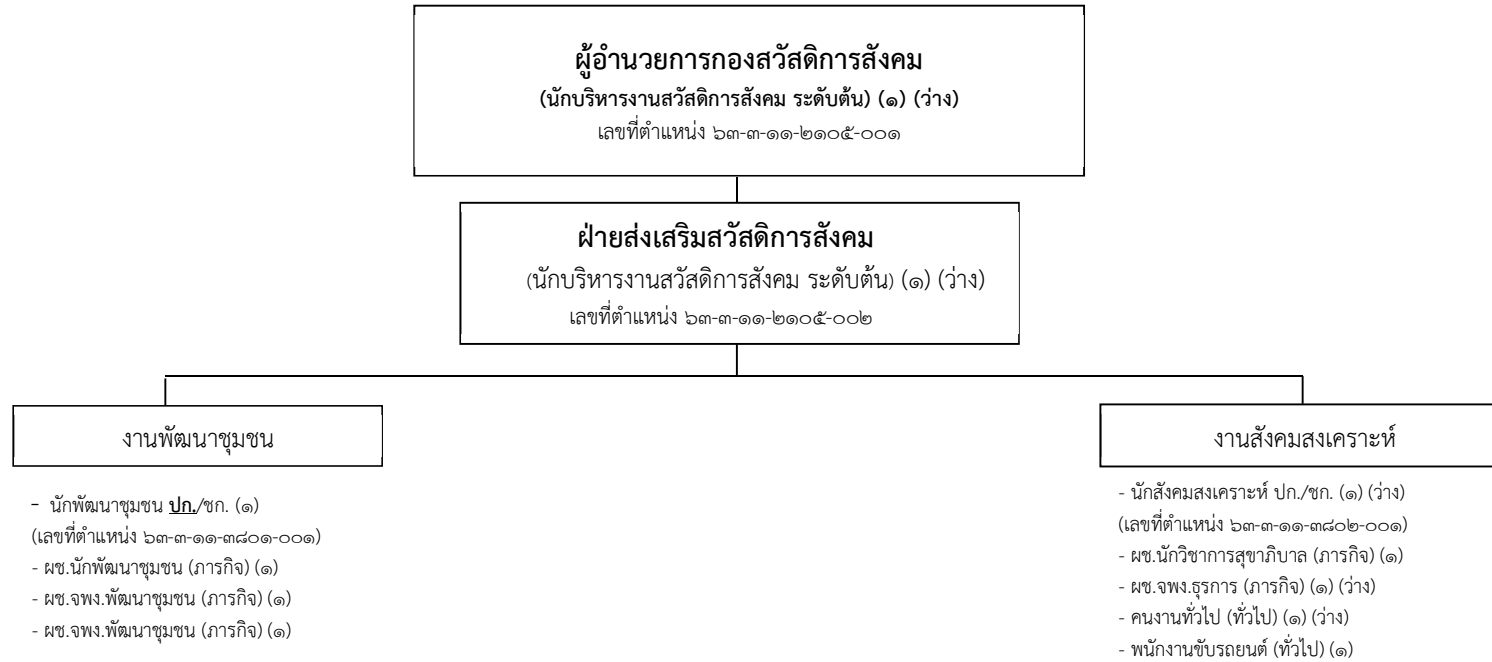 ผู้อำนวยการกองสวัสดิการสังคม
(นักบริหารงานสวัสดิการสังคม ระดับต้น) (๑) (ว่าง)
เลขที่ตำแหน่ง ๖๓-๓-๑๑-๒๑๐๕-๐๐๑
ฝ่ายส่งเสริมสวัสดิการสังคม
(นักบริหารงานสวัสดิการสังคม ระดับต้น) (๑) (ว่าง)
เลขที่ตำแหน่ง ๖๓-๓-๑๑-๒๑๐๕-๐๐๒
งานพัฒนาชุมชน
- นักพัฒนาชุมชน ปก./ชก. (๑)
(เลขที่ตำแหน่ง ๖๓-๓-๑๑-๓๘๐๑-๐๐๑)
- ผช.นักพัฒนาชุมชน (ภารกิจ) (๑)
- ผช.จพง.พัฒนาชุมชน (ภารกิจ) (๑)
- ผช.จพง.พัฒนาชุมชน (ภารกิจ) (๑)
งานสังคมสงเคราะห์
- นักสังคมสงเคราะห์ ปก./ชก. (๑) (ว่าง)
(เลขที่ตำแหน่ง ๖๓-๓-๑๑-๓๘๐๒-๐๐๑)
- ผช.นักวิชาการสุขาภิบาล (ภารกิจ) (๑)
- ผช.จพง.ธุรการ (ภารกิจ) (๑) (ว่าง)
- คนงานทั่วไป (ทั่วไป) (๑) (ว่าง)
- พนักงานขับรถยนต์ (ทั่วไป) (๑)